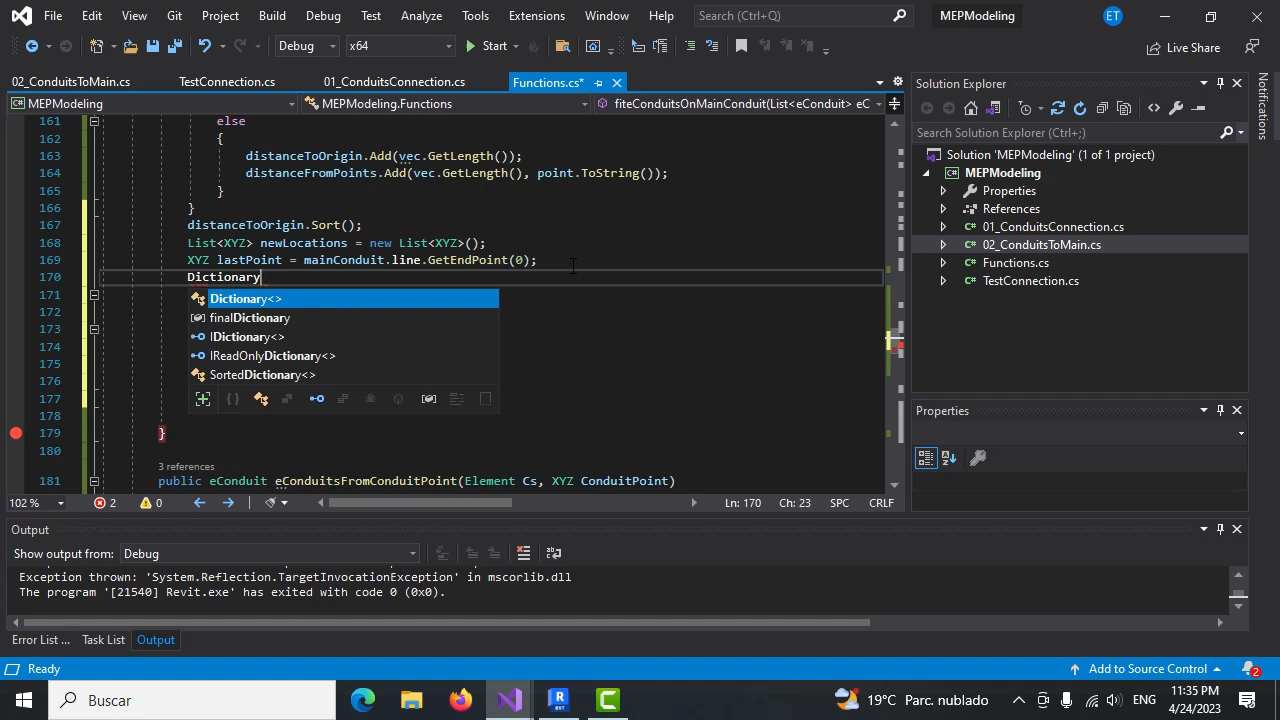 File Edit View Git Project Build Debug Test Analyze Tools Extensions Window Help Search (Ctrl+Q) MEPModeling ET
Debug x64 Start Live Share
02_ConduitsToMain.cs TestConnection.cs 01_ConduitsConnection.cs Functions.cs*
MEPModeling MEPModeling.Functions fiteConduitsOnMainConduit(List<eConduit> eC
161 else
162 {
163 distanceToOrigin.Add(vec.GetLength());
164 distanceFromPoints.Add(vec.GetLength(), point.ToString());
165 }
166 }
167 distanceToOrigin.Sort();
168 List<XYZ> newLocations = new List<XYZ>();
169 XYZ lastPoint = mainConduit.line.GetEndPoint(0);
170 Dictionary
171 Dictionary<>
172 finalDictionary
173 IDictionary<>
174 IReadOnlyDictionary<>
175 SortedDictionary<>
176
177
178
179 }
180
3 references
181 public eConduit eConduitsFromConduitPoint(Element Cs, XYZ ConduitPoint)
102 % 2 0 Ln: 170 Ch: 23 SPC CRLF
Output
Show output from: Debug
Exception thrown: 'System.Reflection.TargetInvocationException' in mscorlib.dll
The program '[21540] Revit.exe' has exited with code 0 (0x0).
Error List ... Task List Output
Solution Explorer
Search Solution Explorer (Ctrl+;)
Solution 'MEPModeling' (1 of 1 project)
MEPModeling
Properties
References
01_ConduitsConnection.cs
02_ConduitsToMain.cs
Functions.cs
TestConnection.cs
Properties
Notifications
Ready Add to Source Control 2
Buscar R RVT C 19°C Parc. nublado ENG 11:35 PM
4/24/2023